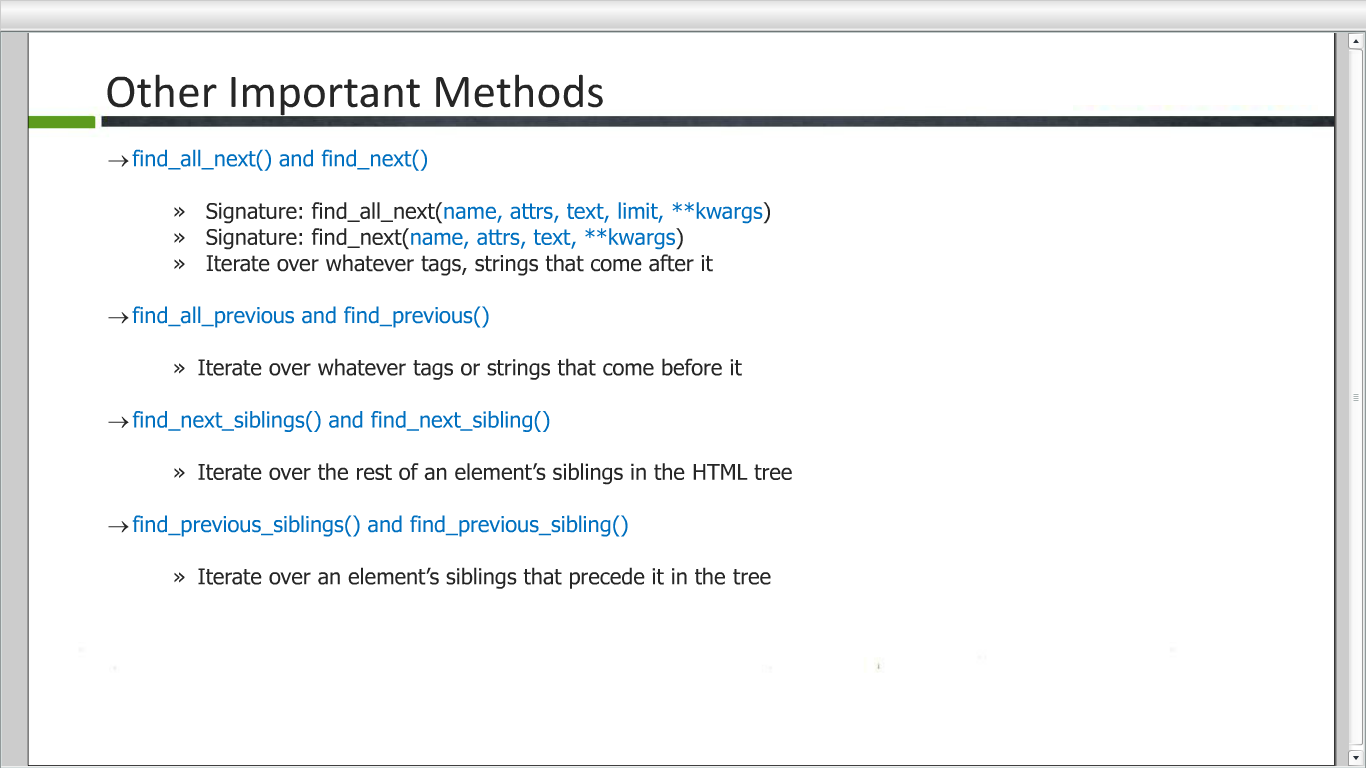 Other Important Methods
→find_all_next() and find_next()
» Signature: find_all_next(name, attrs, text, limit, **kwargs)
» Signature: find_next(name, attrs, text, **kwargs)
» Iterate over whatever tags, strings that come after it
→find_all_previous and find_previous()
» Iterate over whatever tags or strings that come before it
→find_next_siblings() and find_next_sibling()
» Iterate over the rest of an element’s siblings in the HTML tree
→find_previous_siblings() and find_previous_sibling()
» Iterate over an element’s siblings that precede it in the tree